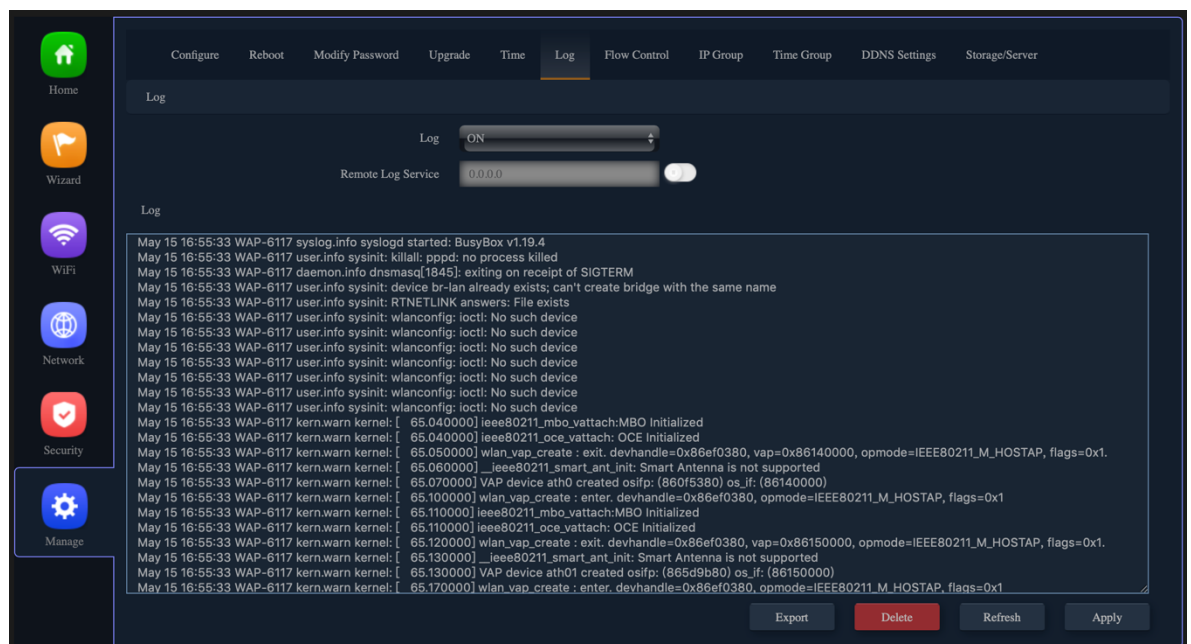 Home
Wizard
WiFi
Network
Security
Manage
Configure Reboot Modify Password Upgrade Time Log Flow Control IP Group Time Group DDNS Settings Storage/Server
Log
Log ON
Remote Log Service 0.0.0.0
Log
May 15 16:55:33 WAP-6117 syslog.info syslogd started: BusyBox v1.19.4
May 15 16:55:33 WAP-6117 user.info sysinit: killall: pppd: no process killed
May 15 16:55:33 WAP-6117 daemon.info dnsmasq[1845]: exiting on receipt of SIGTERM
May 15 16:55:33 WAP-6117 user.info sysinit: device br-lan already exists; can't create bridge with the same name
May 15 16:55:33 WAP-6117 user.info sysinit: RTNETLINK answers: File exists
May 15 16:55:33 WAP-6117 user.info sysinit: wlanconfig: ioctl: No such device
May 15 16:55:33 WAP-6117 user.info sysinit: wlanconfig: ioctl: No such device
May 15 16:55:33 WAP-6117 user.info sysinit: wlanconfig: ioctl: No such device
May 15 16:55:33 WAP-6117 user.info sysinit: wlanconfig: ioctl: No such device
May 15 16:55:33 WAP-6117 user.info sysinit: wlanconfig: ioctl: No such device
May 15 16:55:33 WAP-6117 user.info sysinit: wlanconfig: ioctl: No such device
May 15 16:55:33 WAP-6117 user.info sysinit: wlanconfig: ioctl: No such device
May 15 16:55:33 WAP-6117 kern.warn kernel: [ 65.040000] ieee80211_mbo_vattach:MBO Initialized
May 15 16:55:33 WAP-6117 kern.warn kernel: [ 65.040000] ieee80211_oce_vattach: OCE Initialized
May 15 16:55:33 WAP-6117 kern.warn kernel: [ 65.050000] wlan_vap_create : exit. devhandle=0x86ef0380, vap=0x86140000, opmode=IEEE80211_M_HOSTAP, flags=0x1.
May 15 16:55:33 WAP-6117 kern.warn kernel: [ 65.060000] __ieee80211_smart_ant_init: Smart Antenna is not supported
May 15 16:55:33 WAP-6117 kern.warn kernel: [ 65.070000] VAP device ath0 created osifp: (860f5380) os_if: (86140000)
May 15 16:55:33 WAP-6117 kern.warn kernel: [ 65.100000] wlan_vap_create : enter. devhandle=0x86ef0380, opmode=IEEE80211_M_HOSTAP, flags=0x1
May 15 16:55:33 WAP-6117 kern.warn kernel: [ 65.110000] ieee80211_mbo_vattach:MBO Initialized
May 15 16:55:33 WAP-6117 kern.warn kernel: [ 65.110000] ieee80211_oce_vattach: OCE Initialized
May 15 16:55:33 WAP-6117 kern.warn kernel: [ 65.120000] wlan_vap_create : exit. devhandle=0x86ef0380, vap=0x86150000, opmode=IEEE80211_M_HOSTAP, flags=0x1.
May 15 16:55:33 WAP-6117 kern.warn kernel: [ 65.130000] __ieee80211_smart_ant_init: Smart Antenna is not supported
May 15 16:55:33 WAP-6117 kern.warn kernel: [ 65.130000] VAP device ath01 created osifp: (865d9b80) os_if: (86150000)
May 15 16:55:33 WAP-6117 kern.warn kernel: [ 65.170000] wlan_vap_create : enter. devhandle=0x86ef0380, opmode=IEEE80211_M_HOSTAP, flags=0x1
Export Delete Refresh Apply